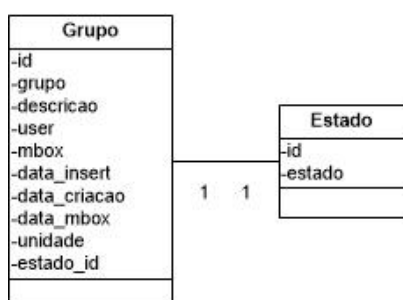 Grupo
-id
-grupo
-descricao
-user
-mbox
-data_insert
-data_criacao
-data_mbox
-unidade
-estado_id
1 1
Estado
-id
-estado